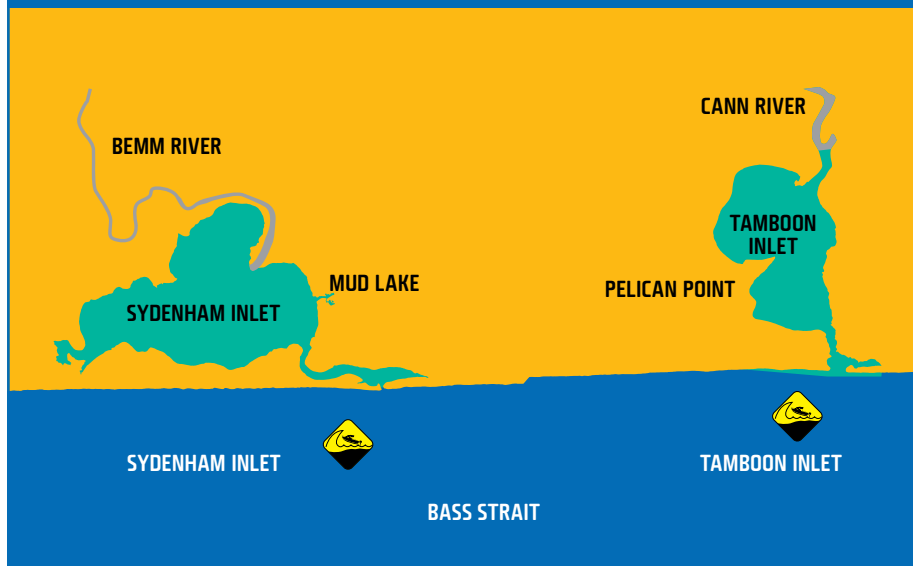 CANN RIVER
BEMM RIVER
TAMBOON
INLET
MUD LAKE
PELICAN POINT
SYDENHAM INLET
SYDENHAM INLET
TAMBOON INLET
BASS STRAIT